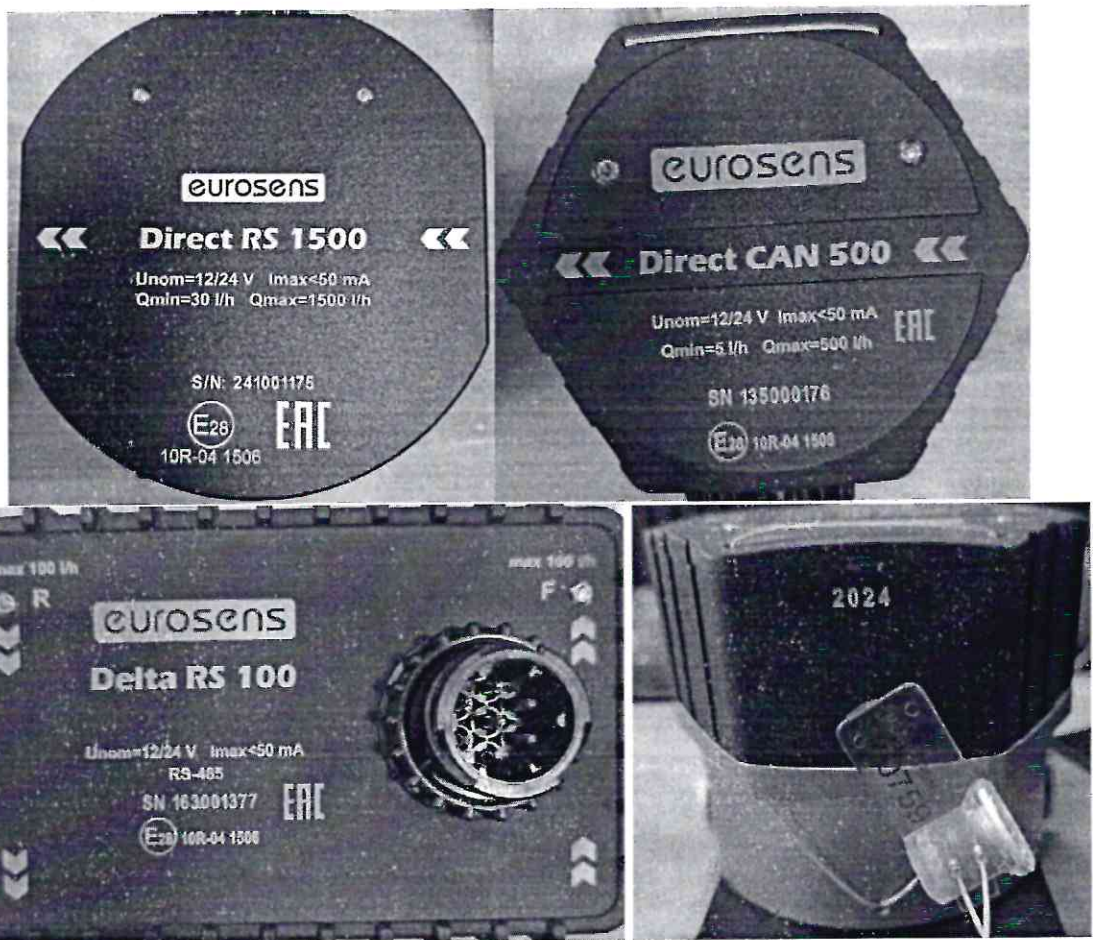 eurosens
Direct RS 1500
Unom=12/24 V Imax<50 mA
Qmin=30 l/h Qmax=1500 l/h
S/N: 241001175
E28
EAC
10R-04 1506
eurosens
Direct CAN 500
Unom=12/24 V Imax<50 mA
Qmin=5 l/h Qmax=500 l/h
EAC
SN 135000176
E28 10R-04 1506
max 100 l/h
max 100 l/h
R
F
eurosens
Delta RS 100
Unom=12/24 V Imax<50 mA
RS-485
SN 163001377
EAC
E28 10R-04 1506
2024